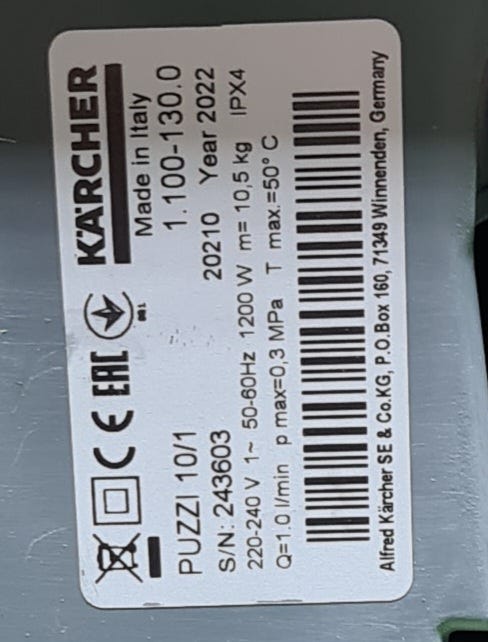 CE EAC KÄRCHER
Made in Italy
PUZZI 10/1 1.100-130.0
S/N: 243603 20210 Year 2022
220-240 V 1~ 50-60Hz 1200 W m= 10,5 kg IPX4
Q=1.0 l/min p max=0,3 MPa T max.=50° C
Alfred Kärcher SE & Co.KG, P.O.Box 160, 71349 Winnenden, Germany